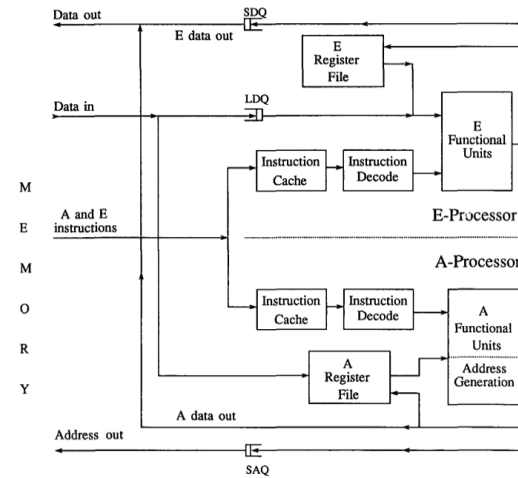 Data out
SDQ
E data out
E
Register
File
Data in
LDQ
E
Functional
Units
Instruction
Cache
Instruction
Decode
M
E
M
O
R
Y
A and E
instructions
E-Processor
A-Processor
Instruction
Cache
Instruction
Decode
A
Functional
Units
Address
Generation
A
Register
File
A data out
Address out
SAQ